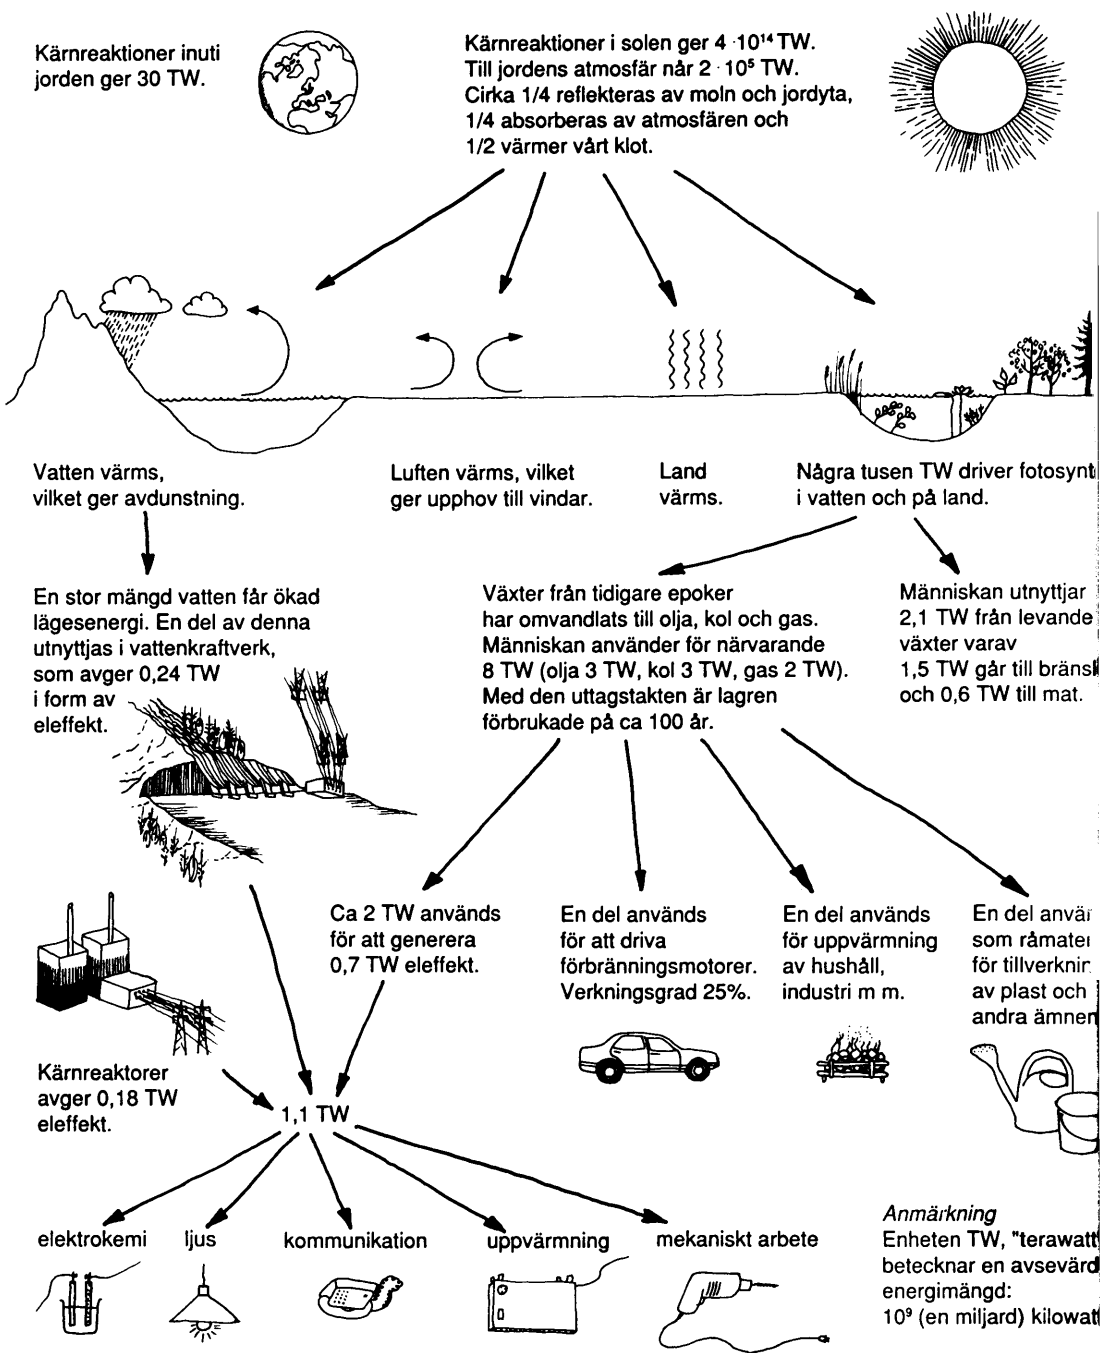 Kärnreaktioner inuti
jorden ger 30 TW.
Kärnreaktioner i solen ger 4 · 10¹⁴ TW.
Till jordens atmosfär når 2 · 10⁵ TW.
Cirka 1/4 reflekteras av moln och jordyta,
1/4 absorberas av atmosfären och
1/2 värmer vårt klot.
Vatten värms,
vilket ger avdunstning.
Luften värms, vilket
ger upphov till vindar.
Land
värms.
Några tusen TW driver fotosynt
i vatten och på land.
En stor mängd vatten får ökad
lägesenergi. En del av denna
utnyttjas i vattenkraftverk,
som avger 0,24 TW
i form av
eleffekt.
Växter från tidigare epoker
har omvandlats till olja, kol och gas.
Människan använder för närvarande
8 TW (olja 3 TW, kol 3 TW, gas 2 TW).
Med den uttagstakten är lagren
förbrukade på ca 100 år.
Människan utnyttjar
2,1 TW från levande
växter varav
1,5 TW går till bränsl
och 0,6 TW till mat.
Ca 2 TW används
för att generera
0,7 TW eleffekt.
En del används
för att driva
förbränningsmotorer.
Verkningsgrad 25%.
En del används
för uppvärmning
av hushåll,
industri m m.
En del anvär
som råmater
för tillverknir
av plast och
andra ämnen
Kärnreaktorer
avger 0,18 TW
eleffekt.
1,1 TW
elektrokemi
ljus
kommunikation
uppvärmning
mekaniskt arbete
Anmärkning
Enheten TW, "terawatt"
betecknar en avsevärd
energimängd:
10⁹ (en miljard) kilowatt